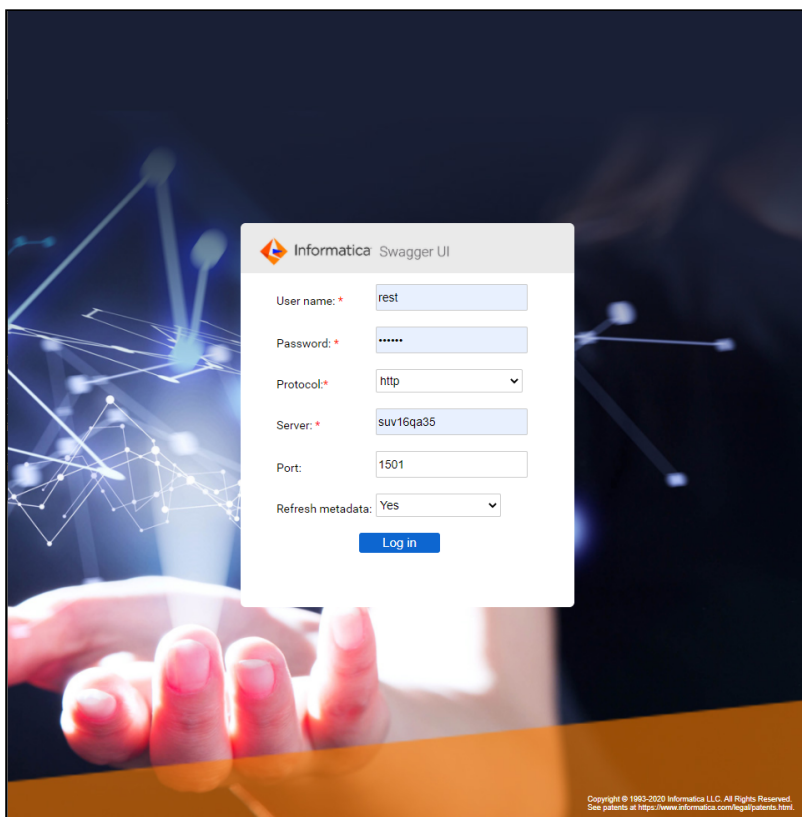 Informatica Swagger UI
User name: * rest
Password: * ••••••
Protocol:* http
Server: * suv16qa35
Port: 1501
Refresh metadata: Yes
Log in
Copyright © 1993-2020 Informatica LLC. All Rights Reserved.
See patents at https://www.informatica.com/legal/patents.html.